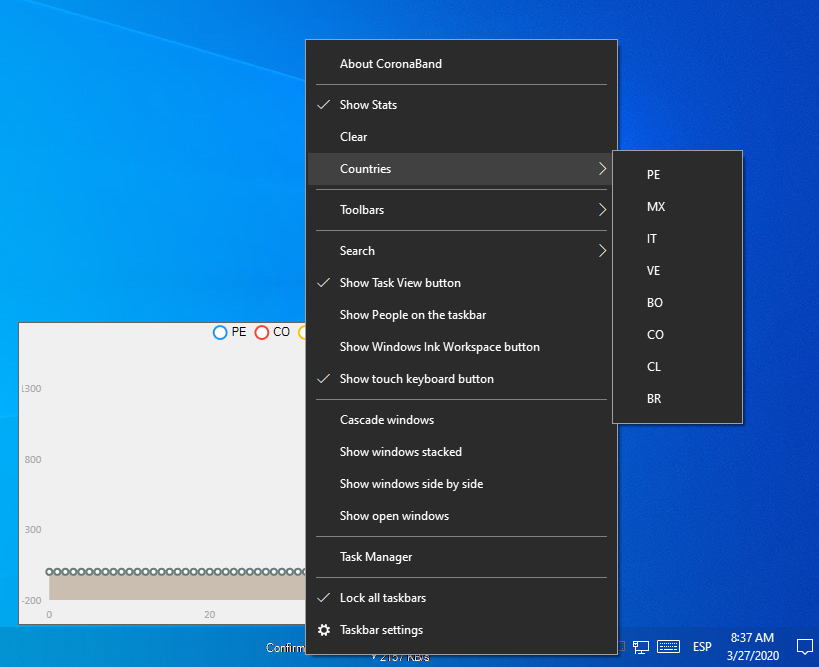 About CoronaBand
Show Stats
Clear
Countries
Toolbars
Search
Show Task View button
Show People on the taskbar
Show Windows Ink Workspace button
Show touch keyboard button
Cascade windows
Show windows stacked
Show windows side by side
Show open windows
Task Manager
Lock all taskbars
Taskbar settings
PE
MX
IT
VE
BO
CO
CL
BR
PE CO
1300
800
300
-200
0 20
ESP
8:37 AM
3/27/2020